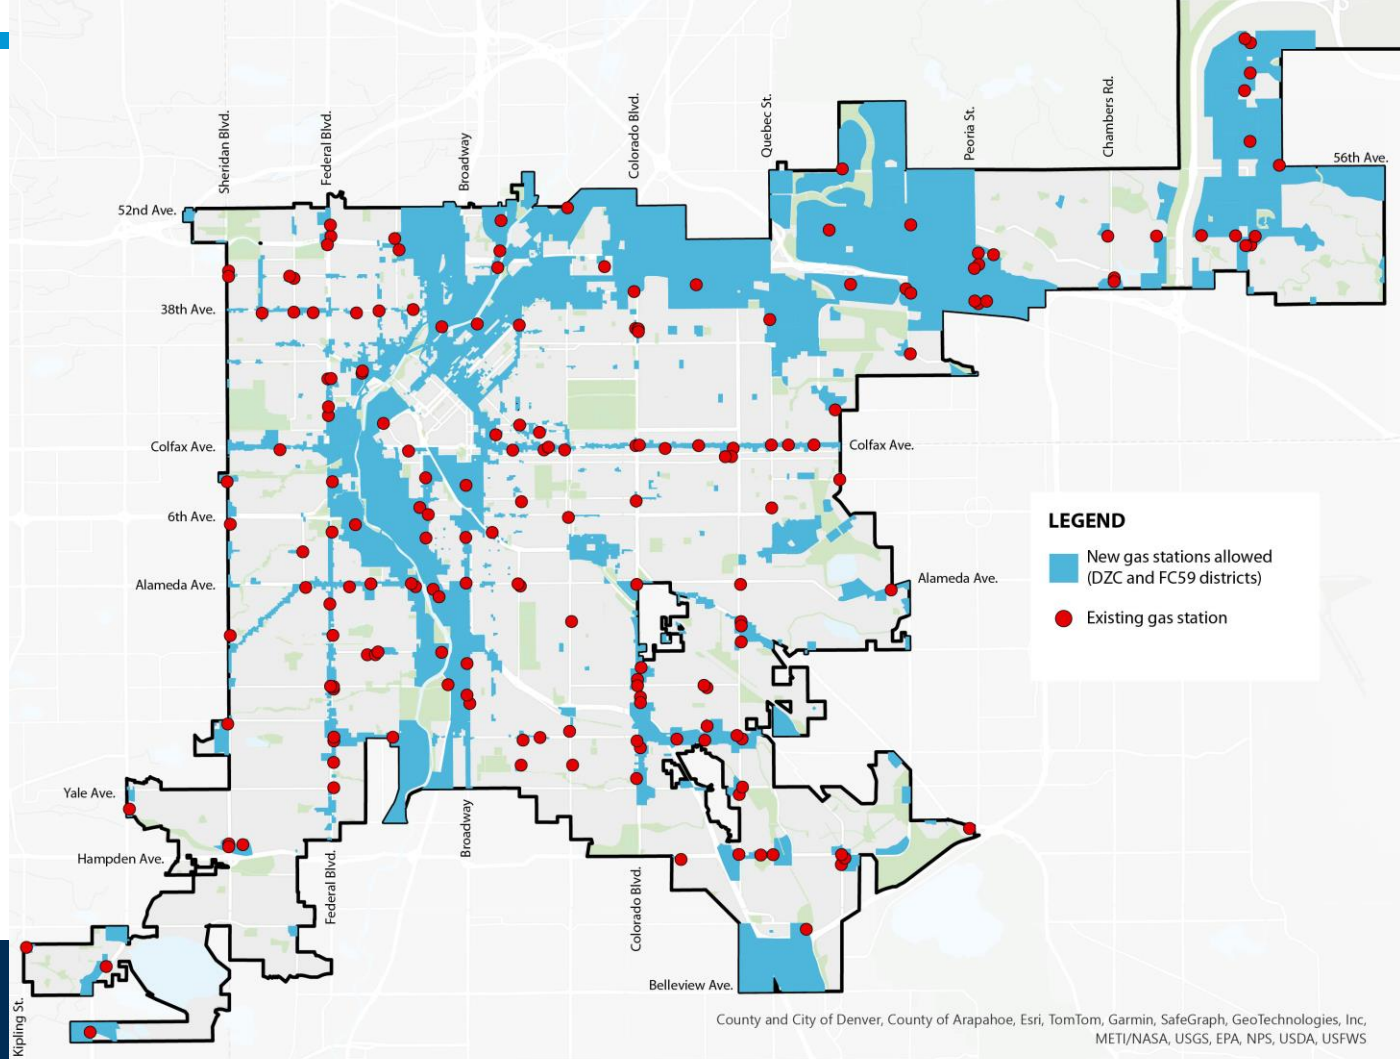 Sheridan Blvd.
Federal Blvd.
Broadway
Colorado Blvd.
Quebec St.
Peoria St.
Chambers Rd.
56th Ave.
52nd Ave.
38th Ave.
Colfax Ave.
Colfax Ave.
6th Ave.
LEGEND
New gas stations allowed
(DZC and FC59 districts)
Existing gas station
Alameda Ave.
Alameda Ave.
Yale Ave.
Broadway
Hampden Ave.
Federal Blvd.
Colorado Blvd.
Belleview Ave.
Kipling St.
County and City of Denver, County of Arapahoe, Esri, TomTom, Garmin, SafeGraph, GeoTechnologies, Inc,
METI/NASA, USGS, EPA, NPS, USDA, USFWS